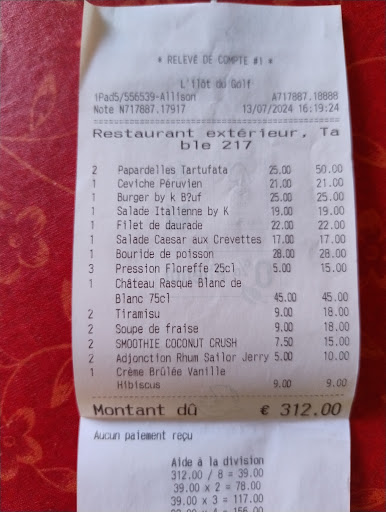 * RELEVÉ DE COMPTE #1 *
L'ilôt du Golf
iPad5/556539-Allison A717887.18888
Note N717887.17917 13/07/2024 16:19:24
Restaurant extérieur, Ta
ble 217
2 Papardelles Tartufata 25.00 50.00
1 Ceviche Péruvien 21.00 21.00
1 Burger by k B?uf 25.00 25.00
1 Salade Italienne by K 19.00 19.00
1 Filet de daurade 22.00 22.00
1 Salade Caesar aux Crevettes 17.00 17.00
1 Bouride de poisson 28.00 28.00
3 Pression Floreffe 25cl 5.00 15.00
1 Château Rasque Blanc de
Blanc 75cl 45.00 45.00
2 Tiramisu 9.00 18.00
2 Soupe de fraise 9.00 18.00
2 SMOOTHIE COCONUT CRUSH 7.50 15.00
2 Adjonction Rhum Sailor Jerry 5.00 10.00
1 Crème Brûlée Vanille
Hibiscus 9.00 9.00
Montant dû € 312.00
Aucun paiement reçu
Aide à la division
312.00 / 8 = 39.00
39.00 x 2 = 78.00
39.00 x 3 = 117.00
39.00 x 4 = 156.00